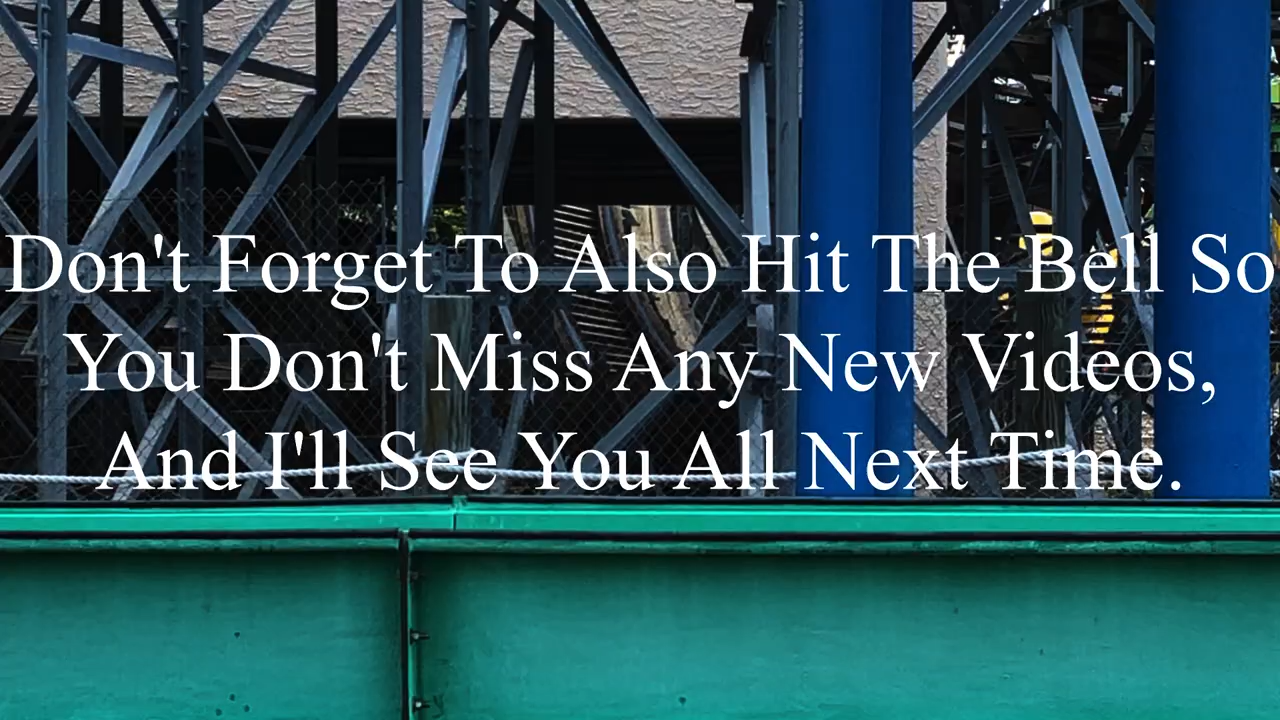 Don't Forget To Also Hit The Bell So
You Don't Miss Any New Videos,
And I'll See You All Next Time.